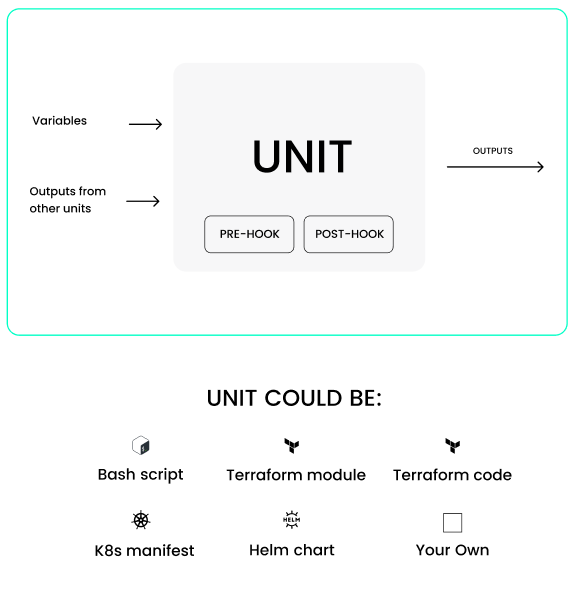 Variables
Outputs from
other units
UNIT
PRE-HOOK
POST-HOOK
OUTPUTS
UNIT COULD BE:
Bash script
Terraform module
Terraform code
HELM
K8s manifest
Helm chart
Your Own